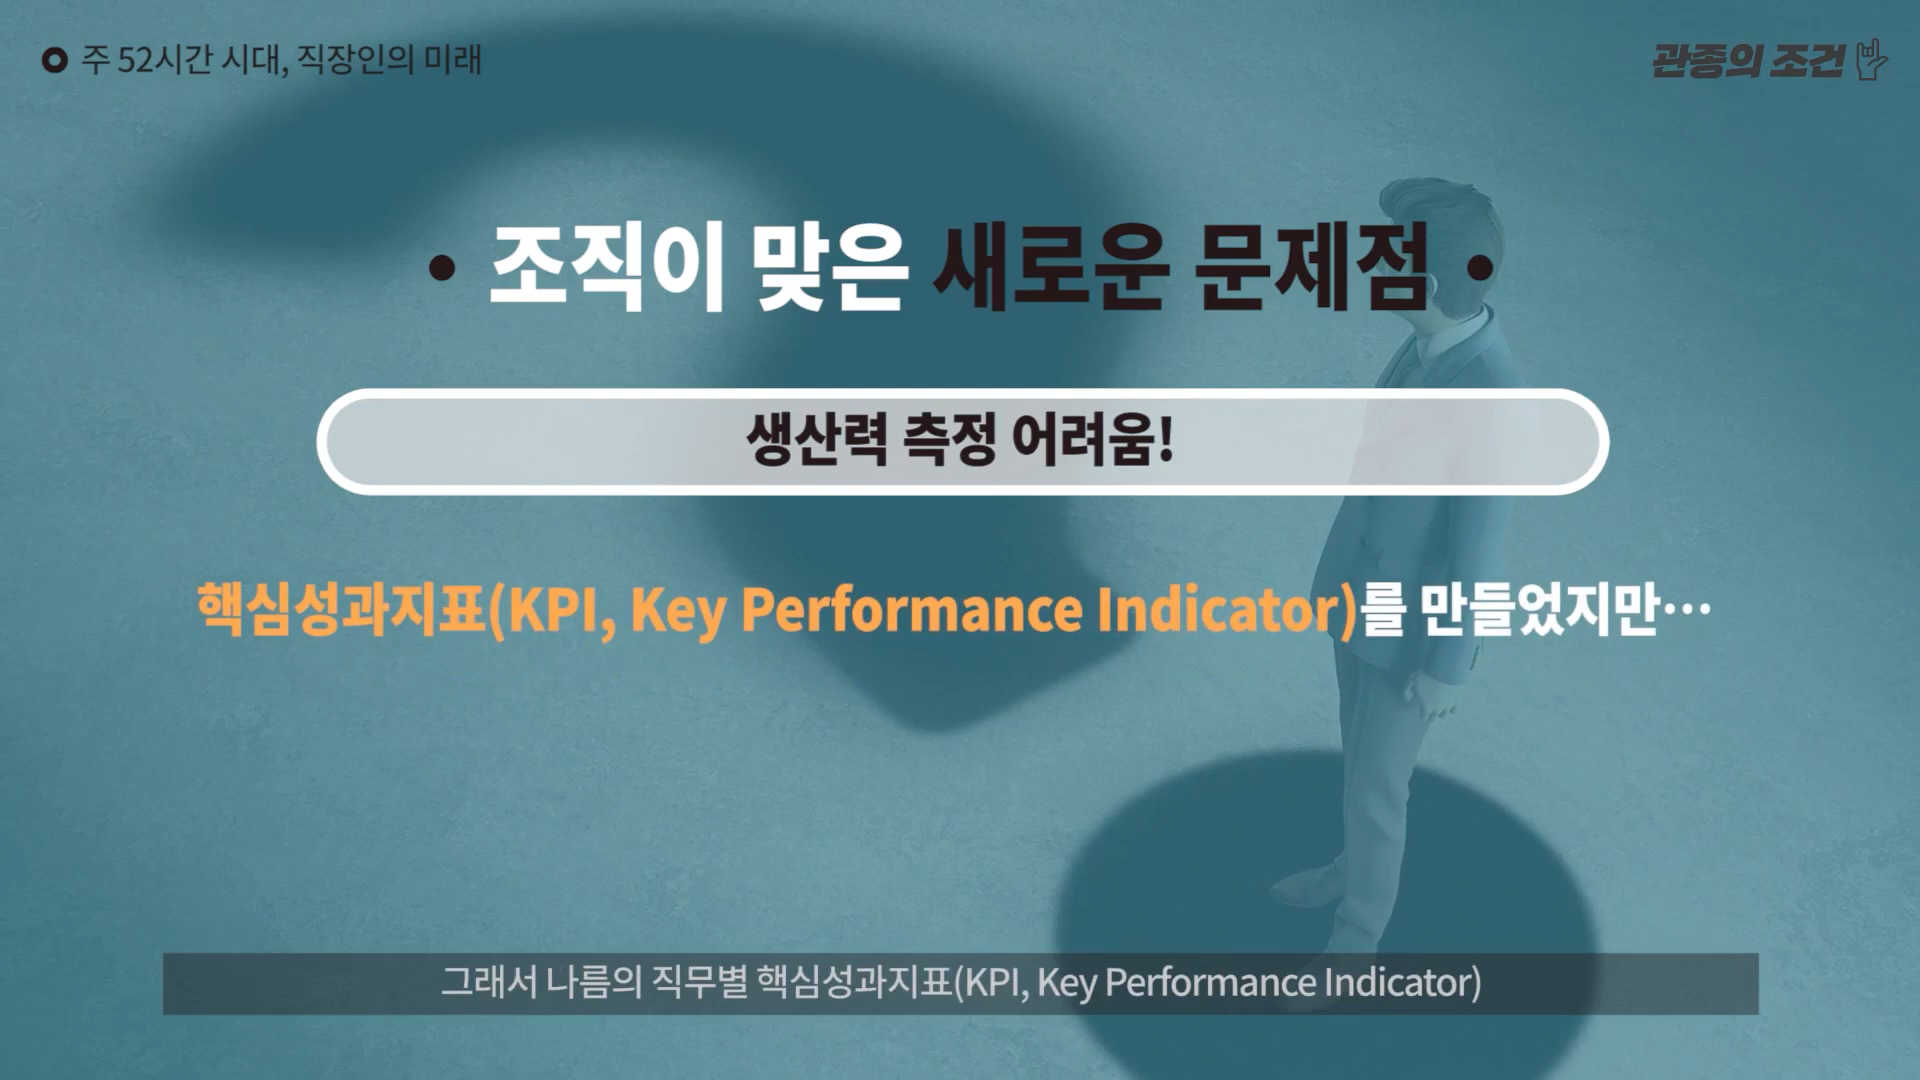 주 52시간 시대, 직장인의 미래
관종의 조건
• 조직이 맞은 새로운 문제점 •
생산력 측정 어려움!
핵심성과지표(KPI, Key Performance Indicator)를 만들었지만…
그래서 나름의 직무별 핵심성과지표(KPI, Key Performance Indicator)